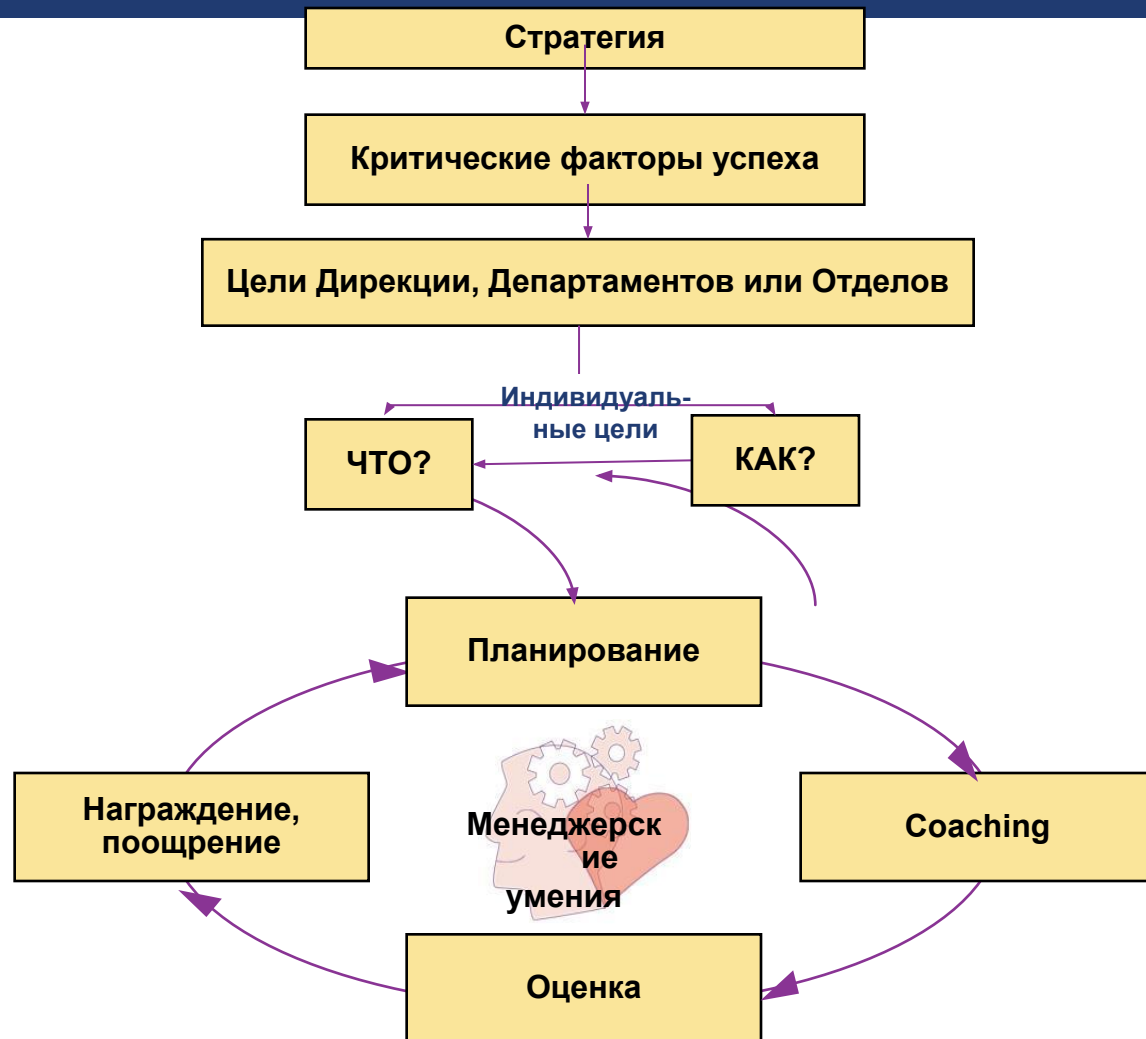 Стратегия
Критические факторы успеха
Цели Дирекции, Департаментов или Отделов
Индивидуаль-
ные цели
ЧТО?
КАК?
Планирование
Награждение,
поощрение
Менеджерск
ие
умения
Coaching
Оценка